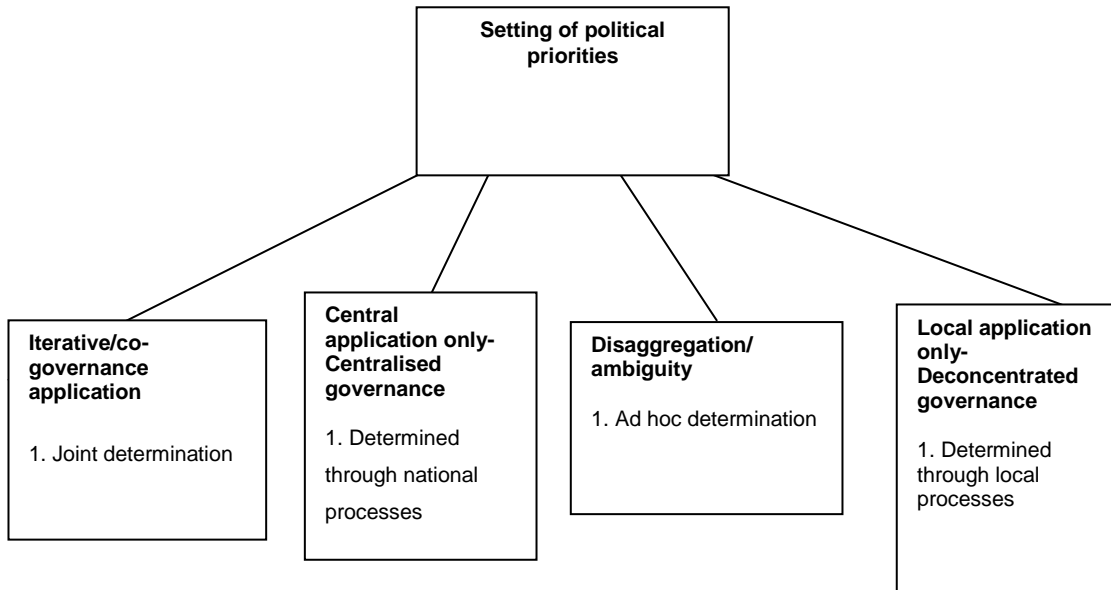 Setting of political
priorities
Iterative/co-
governance
application
1. Joint determination
Central
application only-
Centralised
governance
1. Determined
through national
processes
Disaggregation/
ambiguity
1. Ad hoc determination
Local application
only-
Deconcentrated
governance
1. Determined
through local
processes